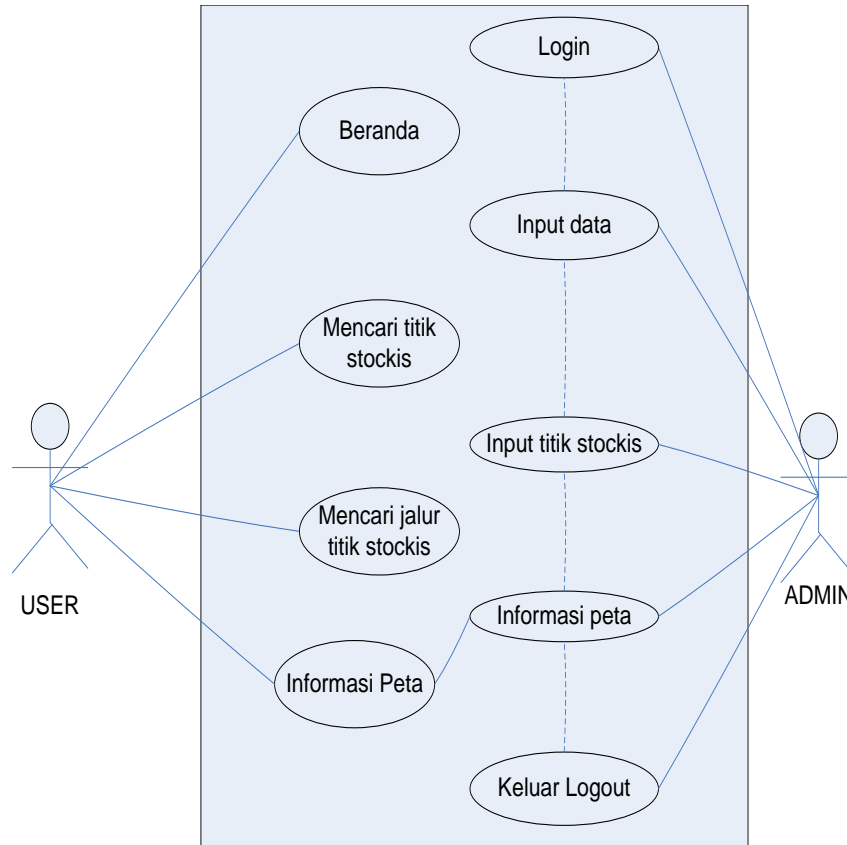 Login
Beranda
Input data
Mencari titik
stockis
Input titik stockis
Mencari jalur
titik stockis
USER
ADMIN
Informasi peta
Informasi Peta
Keluar Logout